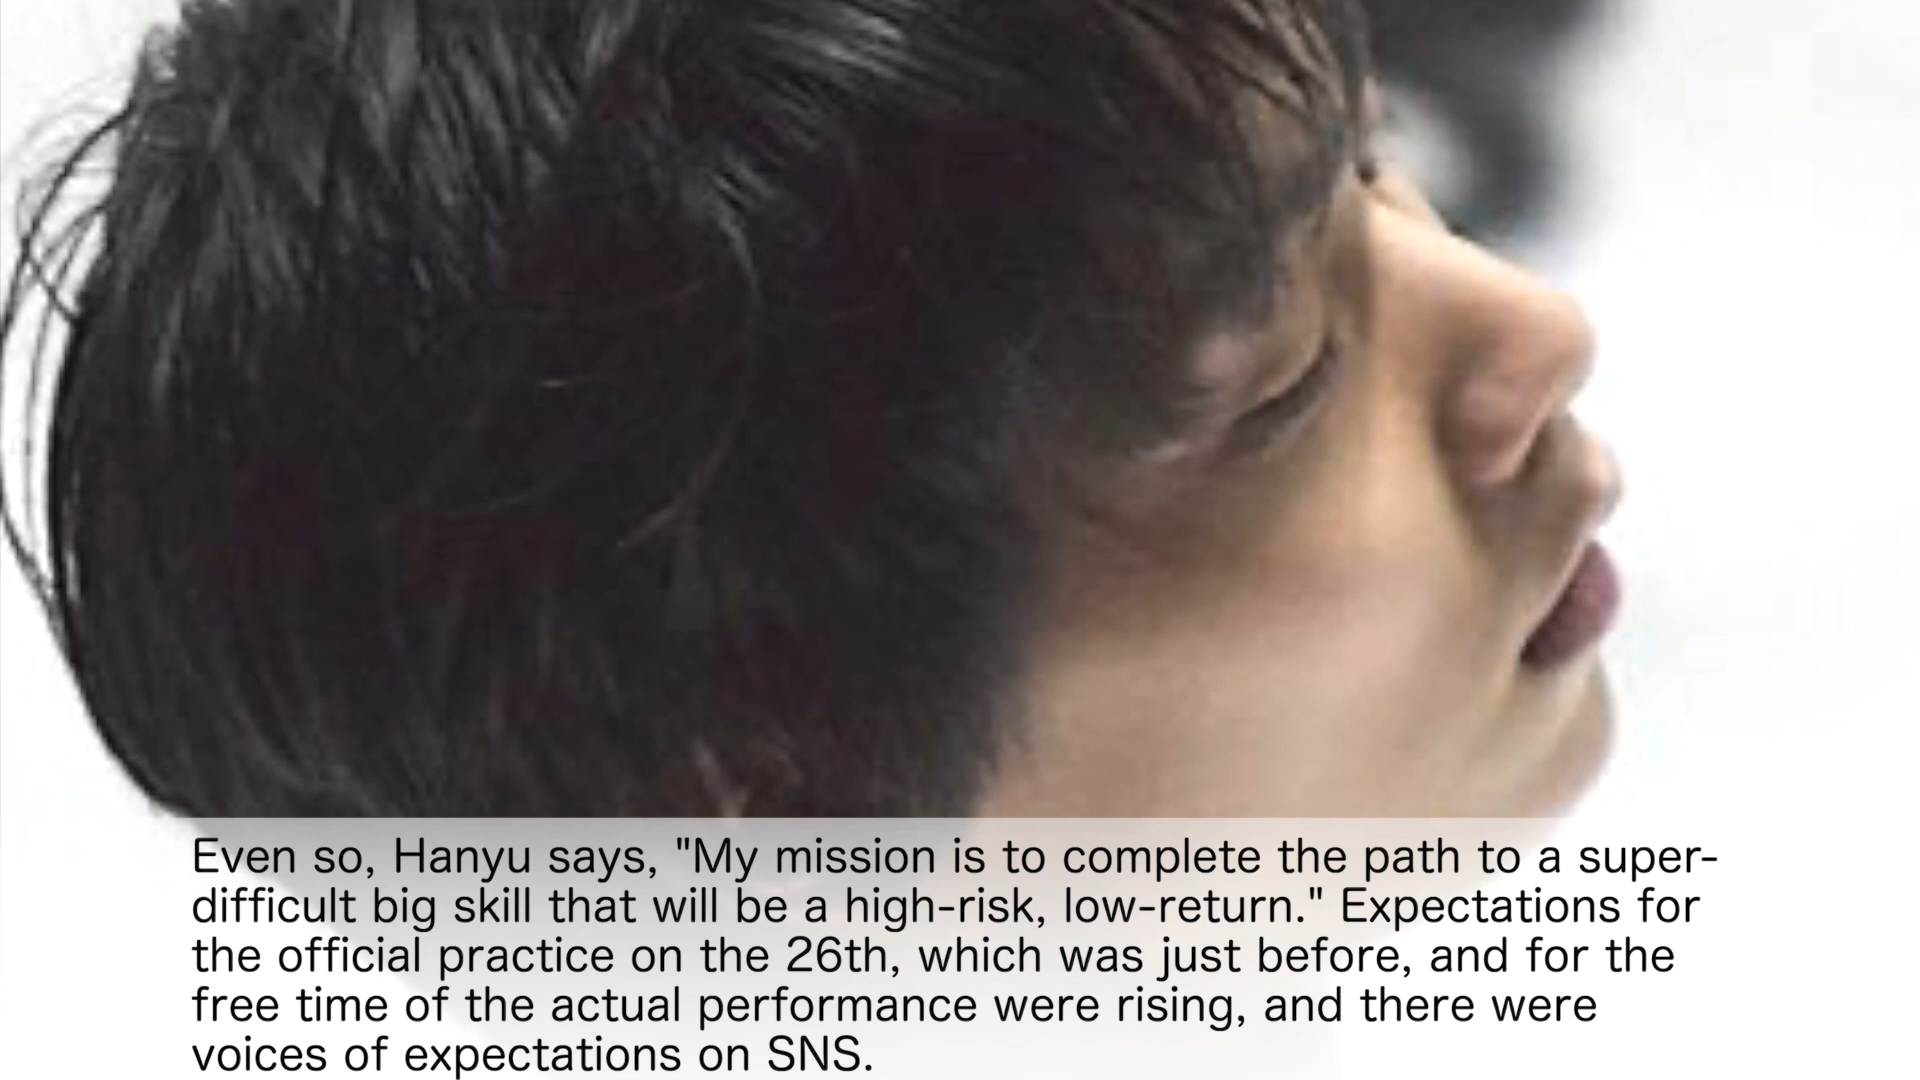 Even so, Hanyu says, "My mission is to complete the path to a super-
difficult big skill that will be a high-risk, low-return." Expectations for
the official practice on the 26th, which was just before, and for the
free time of the actual performance were rising, and there were
voices of expectations on SNS.